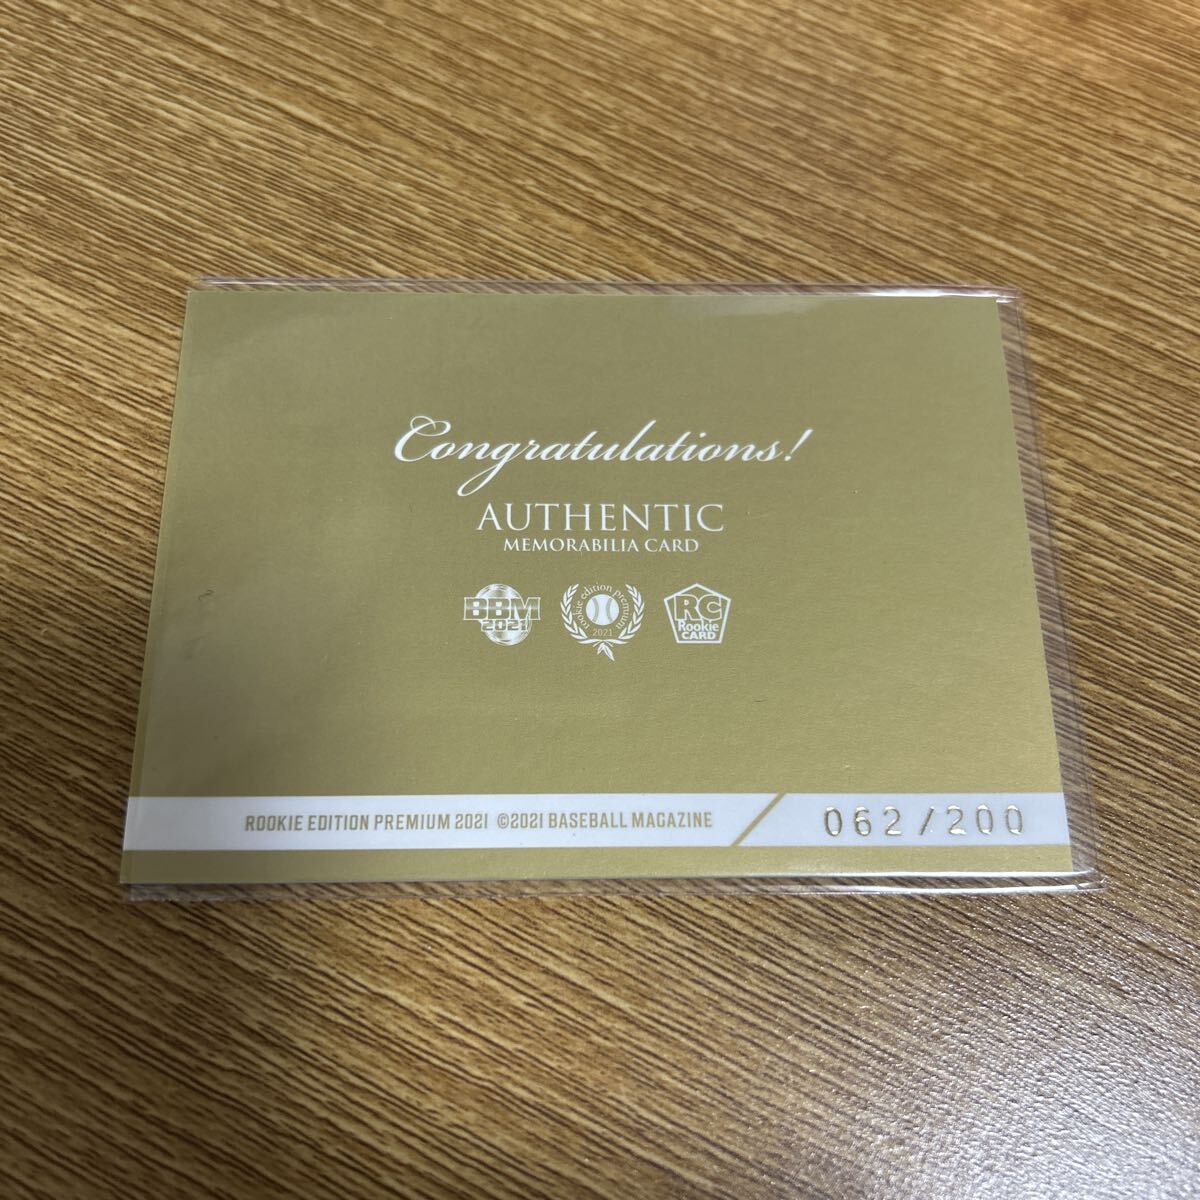 Congratulations!
AUTHENTIC
MEMORABILIA CARD
BBM
2021
rookie edition premium
2021
RC
Rookie
CARD
ROOKIE EDITION PREMIUM 2021 ©2021 BASEBALL MAGAZINE
062/200